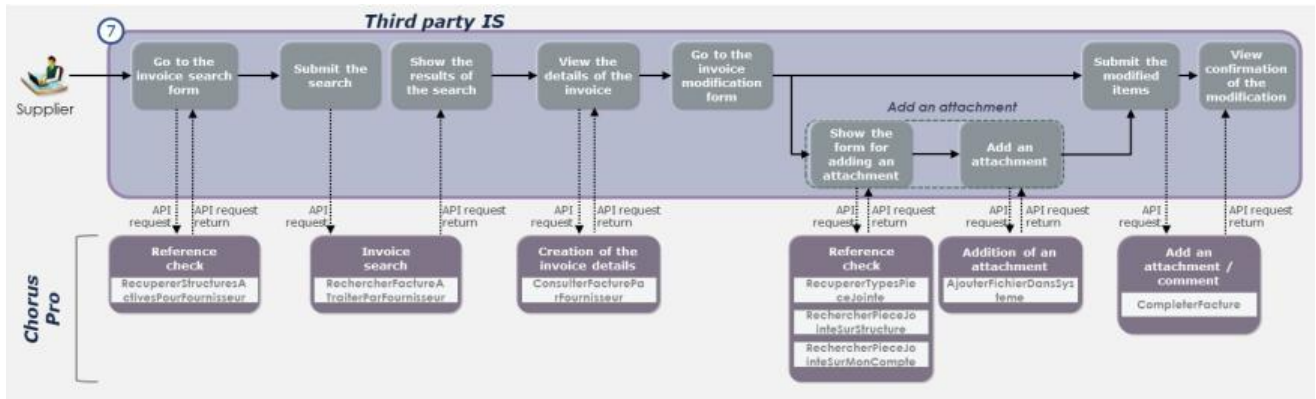 Third party IS
7
Supplier
Go to the
invoice search
form
Submit the
search
Show the
results of
the search
View the
details of the
invoice
Go to the
invoice
modification
form
Submit the
modified
items
View
confirmation
of the
modification
Add an attachment
Show the
form for
adding an
attachment
Add an
attachment
API
request
API request
return
API
request
API request
return
API
request
API request
return
API
request
API request
return
API
request
API request
return
API
request
API request
return
Chorus
Pro
Reference
check
RecupererStructuresA
ctivesPourFournisseur
Invoice
search
RechercherFactureA
TraiterParFournisseur
Creation of the
invoice details
ConsulterFacturePa
rFournisseur
Reference
check
RecupererTypesPie
ceJointe
RechercherPieceJo
inteSurStructure
RechercherPieceJo
inteSurMonCompte
Addition of an
attachment
AjouterFichierDansSys
teme
Add an
attachment /
comment
CompleterFacture